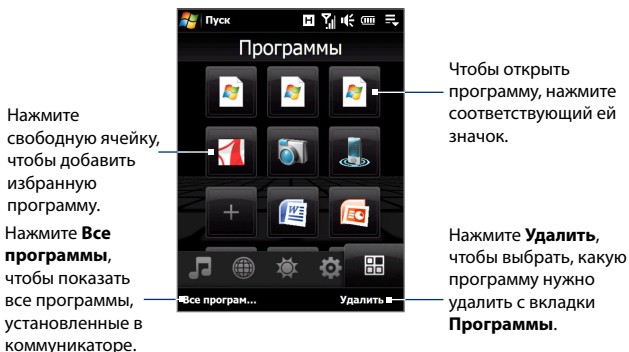 Пуск
Программы
Все програм...
Удалить
Нажмите
свободную ячейку,
чтобы добавить
избранную
программу.
Нажмите Все
программы,
чтобы показать
все программы,
установленные в
коммуникаторе.
Чтобы открыть
программу, нажмите
соответствующий ей
значок.
Нажмите Удалить,
чтобы выбрать, какую
программу нужно
удалить с вкладки
Программы.